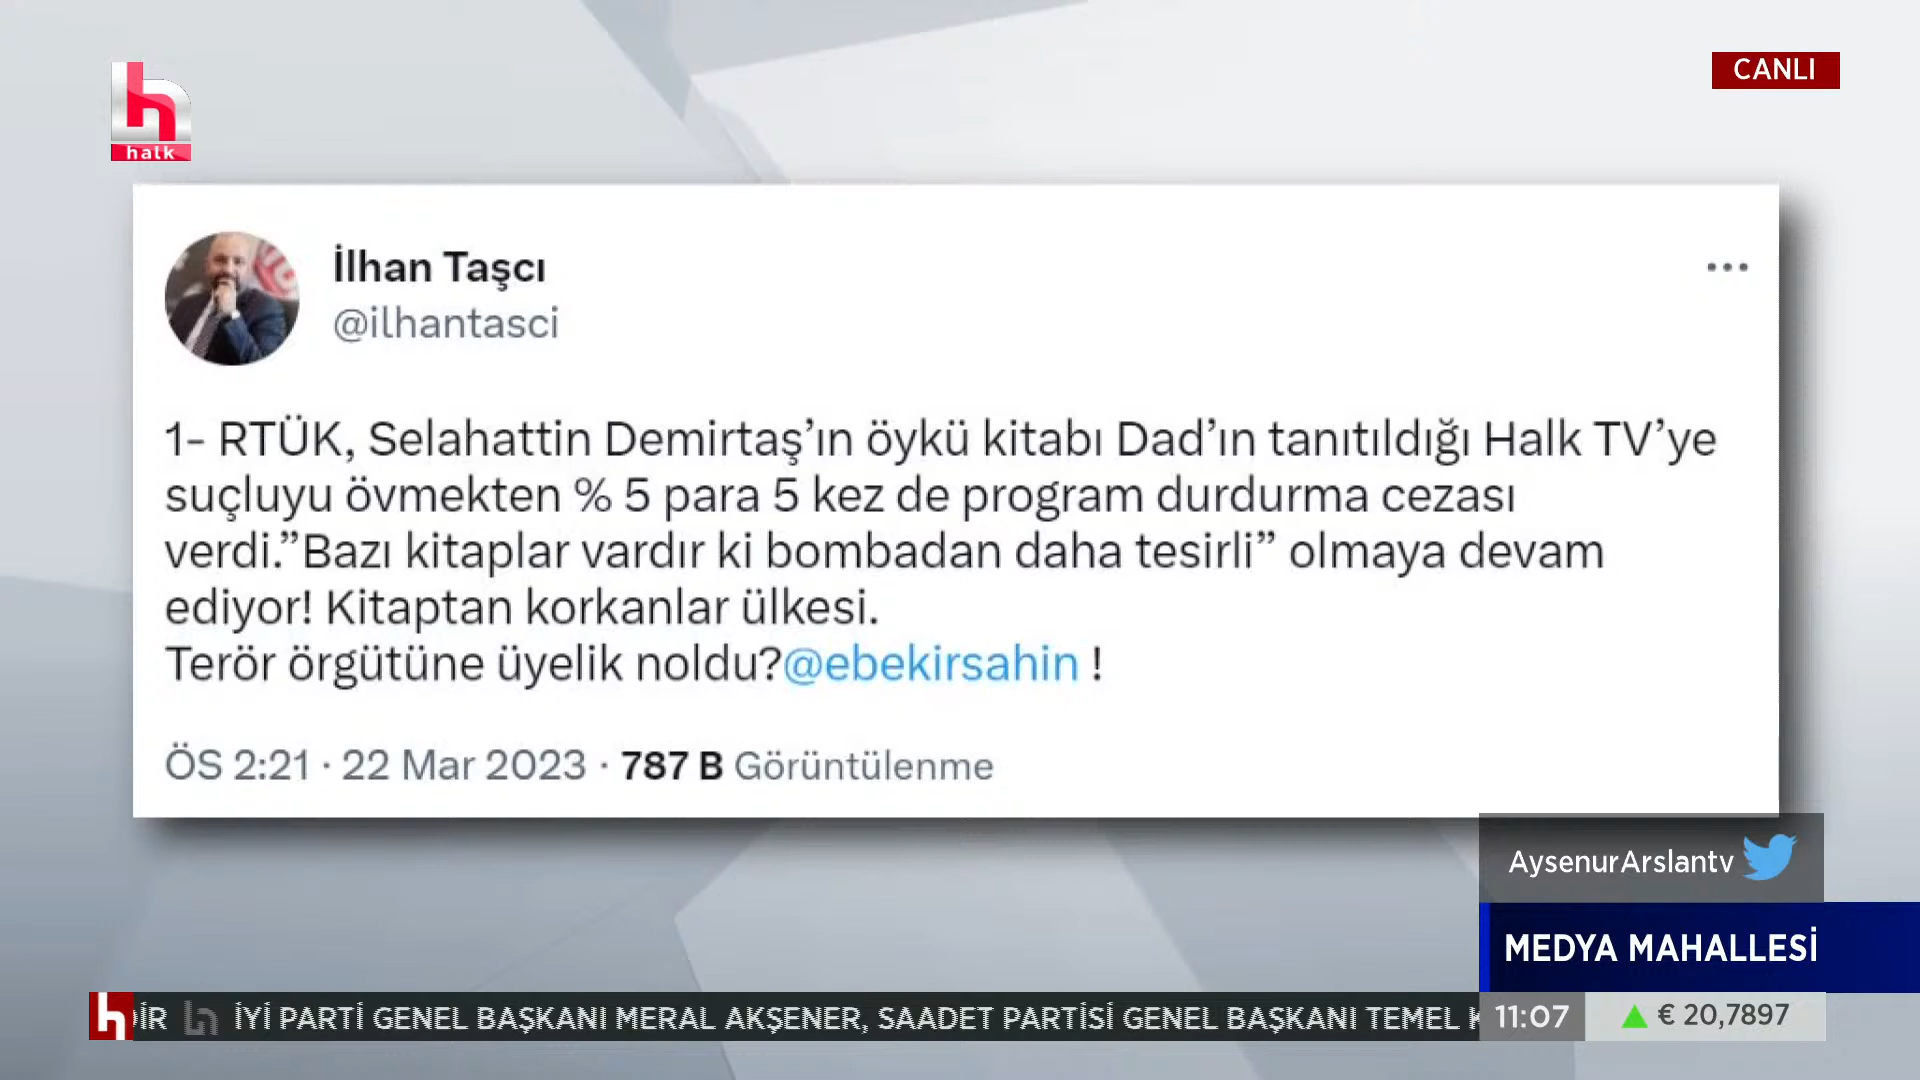 halk
CANLI
İlhan Taşcı
@ilhantasci
1- RTÜK, Selahattin Demirtaş’ın öykü kitabı Dad’ın tanıtıldığı Halk TV’ye
suçluyu övmekten % 5 para 5 kez de program durdurma cezası
verdi.”Bazı kitaplar vardır ki bombadan daha tesirli” olmaya devam
ediyor! Kitaptan korkanlar ülkesi.
Terör örgütüne üyelik noldu?@ebekirsahin !
ÖS 2:21 · 22 Mar 2023 · 787 B Görüntülenme
AysenurArslantv
MEDYA MAHALLESİ
İR İYİ PARTİ GENEL BAŞKANI MERAL AKŞENER, SAADET PARTİSİ GENEL BAŞKANI TEMEL
11:07
€ 20,7897